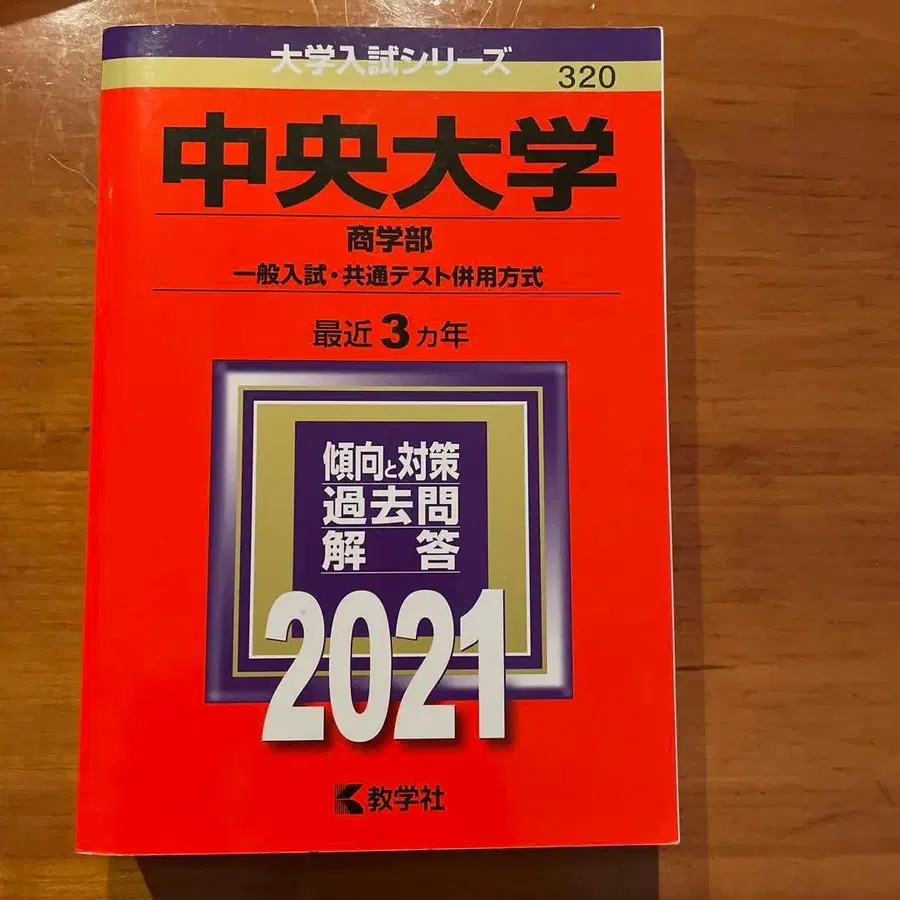 大学入試シリーズ
320
中央大学
商学部
一般入試・共通テスト併用方式
最近3カ年
傾向と対策
過去問
解答
2021
教学社